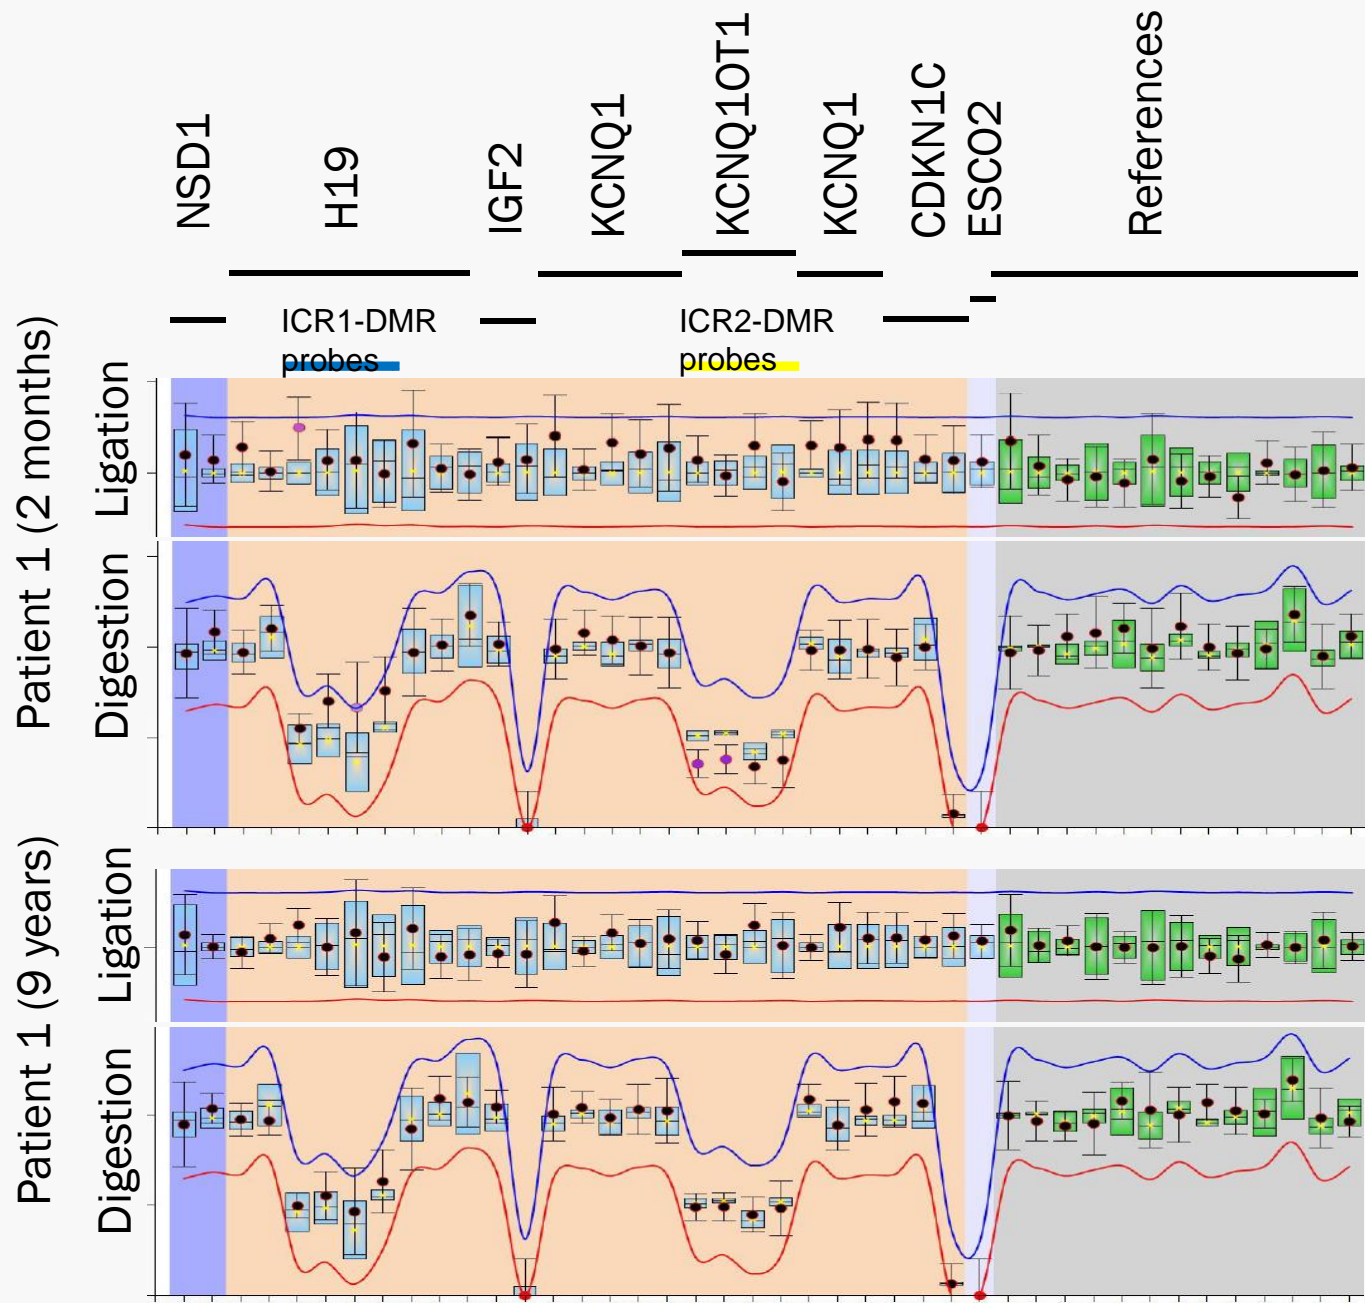 NSD1
H19
IGF2
KCNQ1
KCNQ1OT1
KCNQ1
CDKN1C
ESCO2
References
ICR1-DMR
probes
ICR2-DMR
probes
Patient 1 (2 months)
Ligation
Digestion
Patient 1 (9 years)
Ligation
Digestion